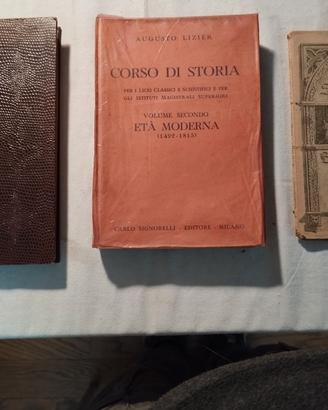 AUGUSTO LIZIER
CORSO DI STORIA
PER I LICEI CLASSICI E SCIENTIFICI E PER
GLI ISTITUTI MAGISTRALI SUPERIORI
VOLUME SECONDO
ETÀ MODERNA
(1492-1815)
CARLO SIGNORELLI - EDITORE - MILANO